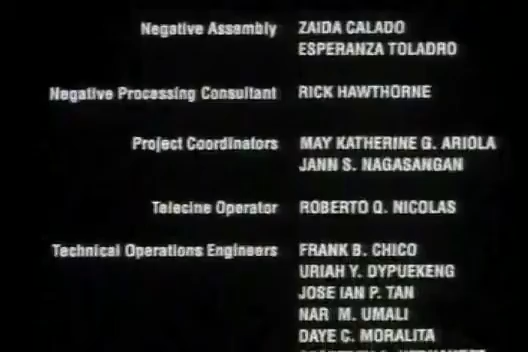 Negative Assembly ZAIDA CALADO
ESPERANZA TOLADRO
Negative Processing Consultant RICK HAWTHORNE
Project Coordinators MAY KATHERINE G. ARIOLA
JANN S. NAGASANGAN
Telecine Operator ROBERTO Q. NICOLAS
Technical Operations Engineers FRANK B. CHICO
URIAH Y. DYPUEKENG
JOSE IAN P. TAN
NAR M. UMALI
DAYE C. MORALITA